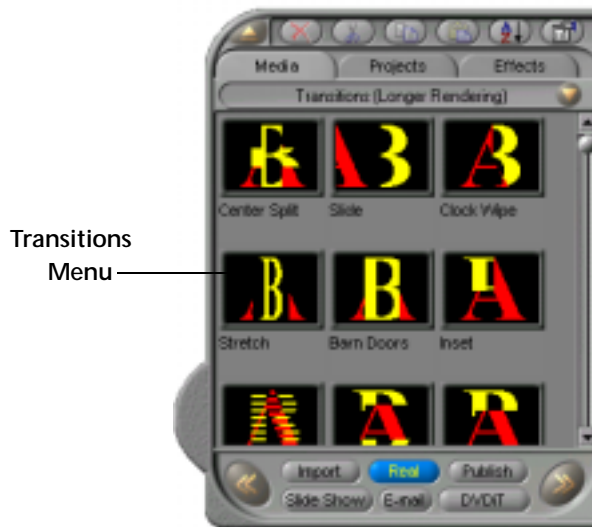 Media Projects Effects
Transitions (Longer Rendering)
Center Split Slide Clock Wipe
Transitions
Menu
Stretch Barn Doors Inset
Import Real Publish
Slide Show E-mail DVDiT